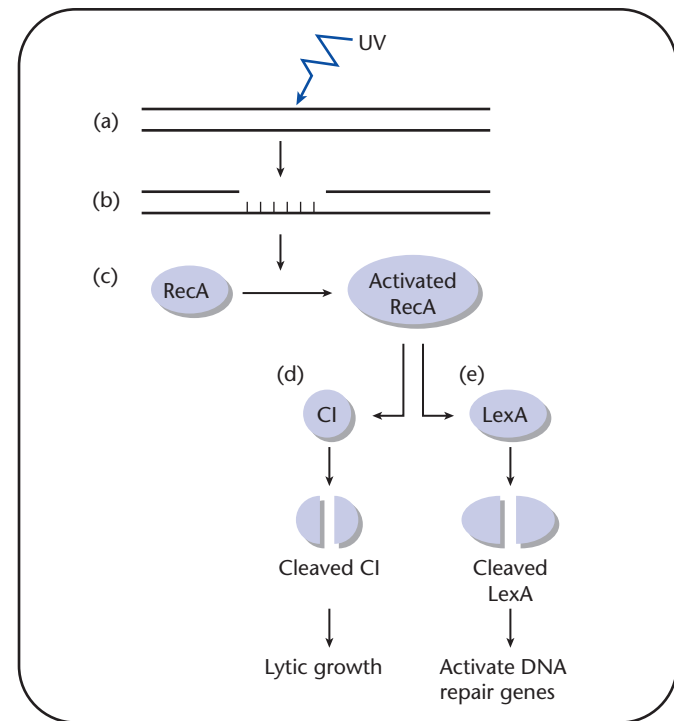 UV
(a)
(b)
(c)
RecA
Activated
RecA
(d)
(e)
CI
LexA
Cleaved CI
Cleaved
LexA
Lytic growth
Activate DNA
repair genes